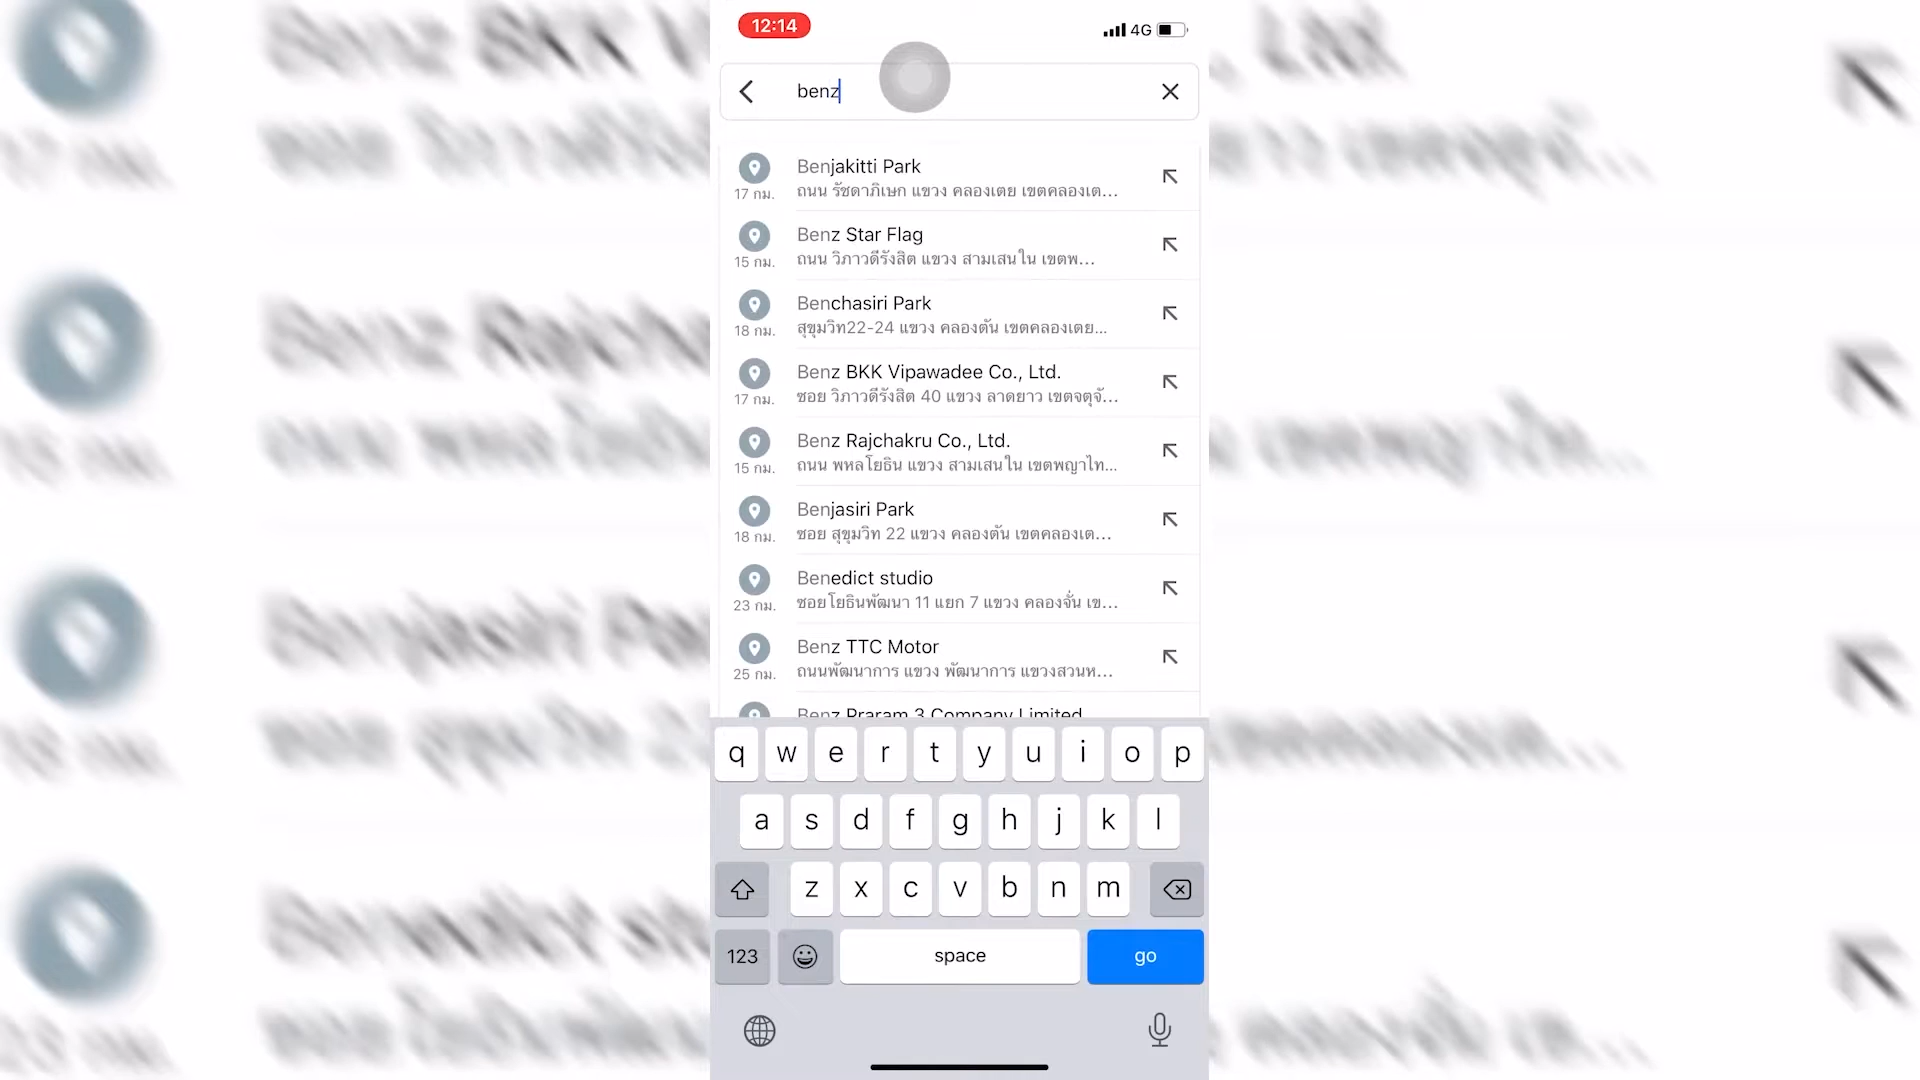 12:14
4G
benz
Benjakitti Park
17 กม.
ถนน รัชดาภิเษก แขวง คลองเตย เขตคลองเต...
Benz Star Flag
15 กม.
ถนน วิภาวดีรังสิต แขวง สามเสนใน เขตพ...
Benchasiri Park
18 กม.
สุขุมวิท22-24 แขวง คลองตัน เขตคลองเตย...
Benz BKK Vipawadee Co., Ltd.
17 กม.
ซอย วิภาวดีรังสิต 40 แขวง ลาดยาว เขตจตุจั...
Benz Rajchakru Co., Ltd.
15 กม.
ถนน พหลโยธิน แขวง สามเสนใน เขตพญาไท...
Benjasiri Park
18 กม.
ซอย สุขุมวิท 22 แขวง คลองตัน เขตคลองเต...
Benedict studio
23 กม.
ซอยโยธินพัฒนา 11 แยก 7 แขวง คลองจั่น เข...
Benz TTC Motor
25 กม.
ถนนพัฒนาการ แขวง พัฒนาการ แขวงสวนห...
Benz Praram 3 Company Limited
q w e r t y u i o p
a s d f g h j k l
z x c v b n m
123 space go